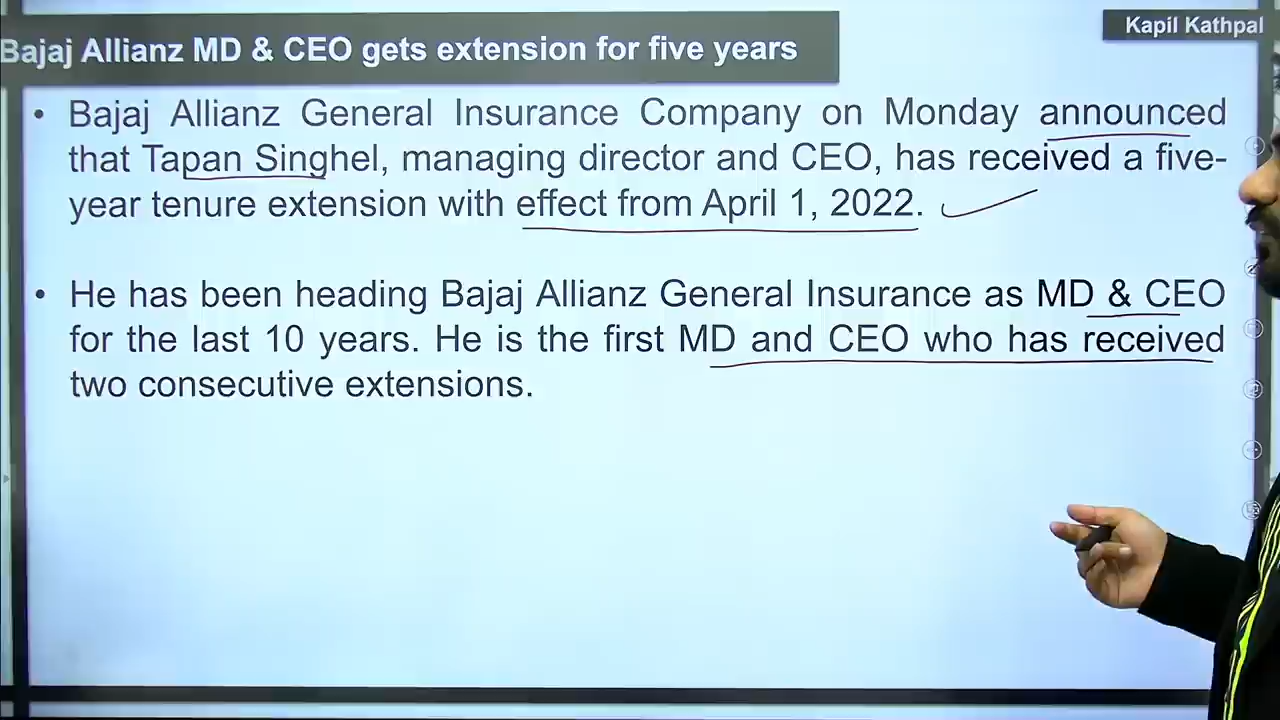 Bajaj Allianz MD & CEO gets extension for five years
Kapil Kathpal
• Bajaj Allianz General Insurance Company on Monday announced
that Tapan Singhel, managing director and CEO, has received a five-
year tenure extension with effect from April 1, 2022.
• He has been heading Bajaj Allianz General Insurance as MD & CEO
for the last 10 years. He is the first MD and CEO who has received
two consecutive extensions.